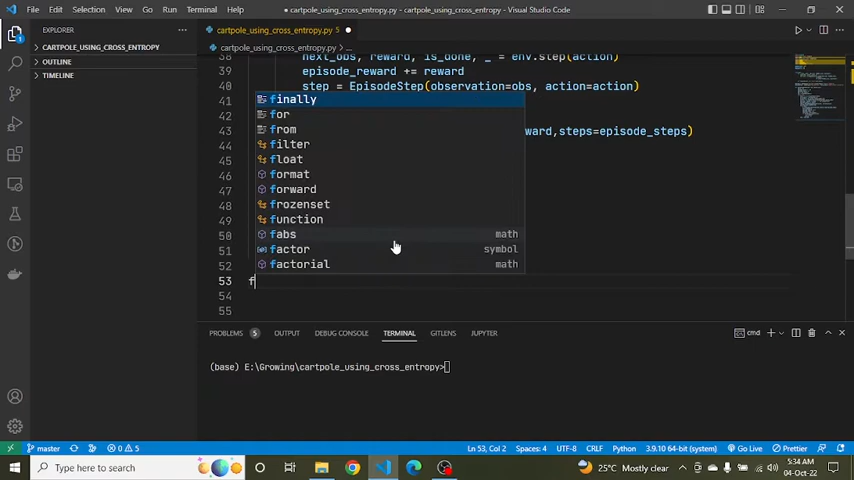 File Edit Selection View Go Run Terminal Help
● cartpole_using_cross_entropy.py - cartpole_using_cross_entropy - Visual Studio Code
EXPLORER
CARTPOLE_USING_CROSS_ENTROPY
OUTLINE
TIMELINE
cartpole_using_cross_entropy.py 5 ●
cartpole_using_cross_entropy.py > ...
38 next_obs, reward, is_done, _ = env.step(action)
39 episode_reward += reward
40 step = EpisodeStep(observation=obs, action=action)
41 finally
42 for
from
43 ward,steps=episode_steps)
44 filter
45 float
46 format
47 forward
48 frozenset
49 function
50 fabs math
51 factor symbol
52 factorial math
53 f
54
55
PROBLEMS 5 OUTPUT DEBUG CONSOLE TERMINAL GITLENS JUPYTER
cmd
(base) E:\Growing\cartpole_using_cross_entropy>
master 0 5 Ln 53, Col 2 Spaces: 4 UTF-8 CRLF Python 3.9.10 64-bit (system) Go Live Prettier
Type here to search
25°C Mostly clear
5:34 AM
04-Oct-22